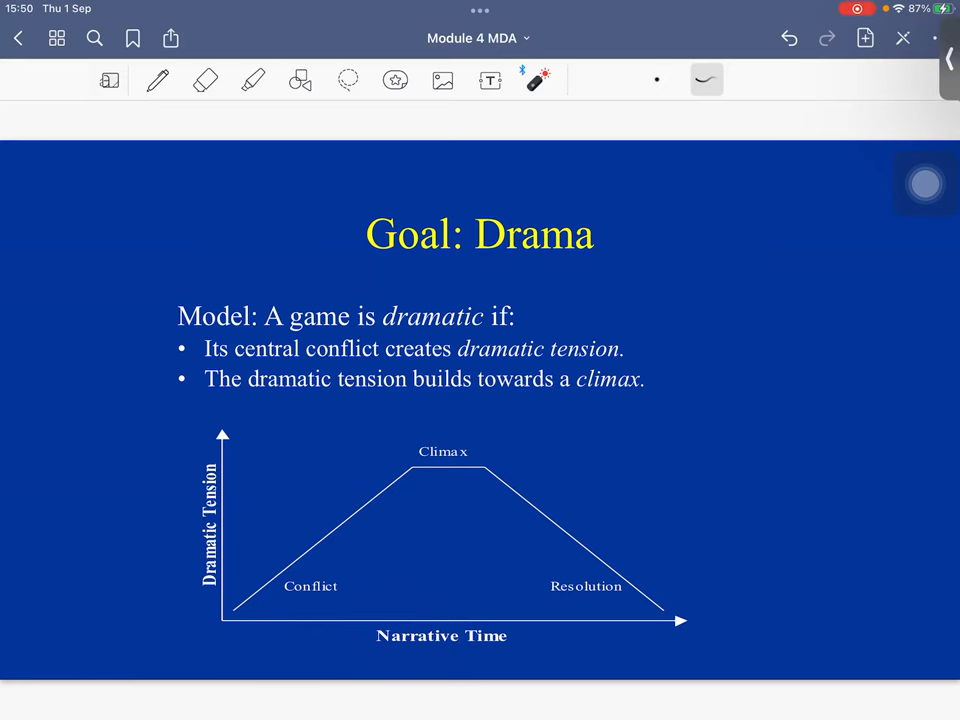 15:50 Thu 1 Sep
87%
Module 4 MDA
Goal: Drama
Model: A game is dramatic if:
• Its central conflict creates dramatic tension.
• The dramatic tension builds towards a climax.
Climax
Dramatic Tension
Conflict
Resolution
Narrative Time